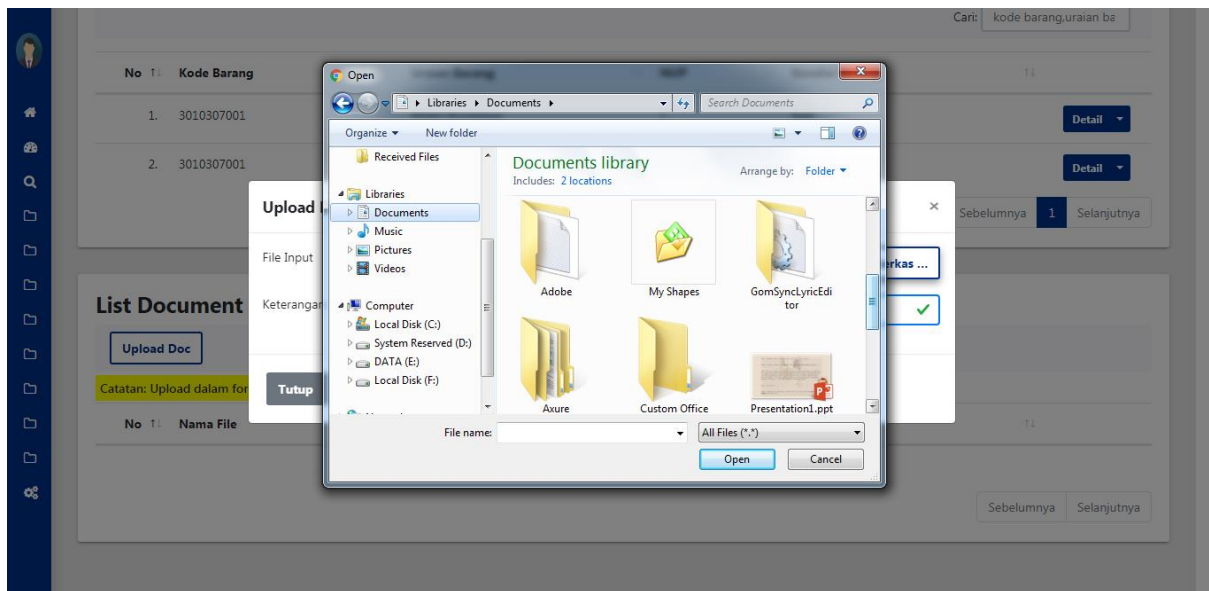 Cari: kode barang,uraian ba
No Kode Barang
1. 3010307001 Detail
2. 3010307001 Detail
Sebelumnya 1 Selanjutnya
Upload
File Input
erkas ...
Keterangan
Tutup
List Document
Upload Doc
Catatan: Upload dalam for
No Nama File
Sebelumnya Selanjutnya
Open
Libraries Documents
Search Documents
Organize New folder
Received Files
Libraries
Documents
Music
Pictures
Videos
Computer
Local Disk (C:)
System Reserved (D:)
DATA (E:)
Local Disk (F:)
Documents library
Includes: 2 locations
Arrange by: Folder
Adobe
My Shapes
GomSyncLyricEdi
tor
Axure
Custom Office
Presentation1.ppt
File name:
All Files (*.*)
Open Cancel